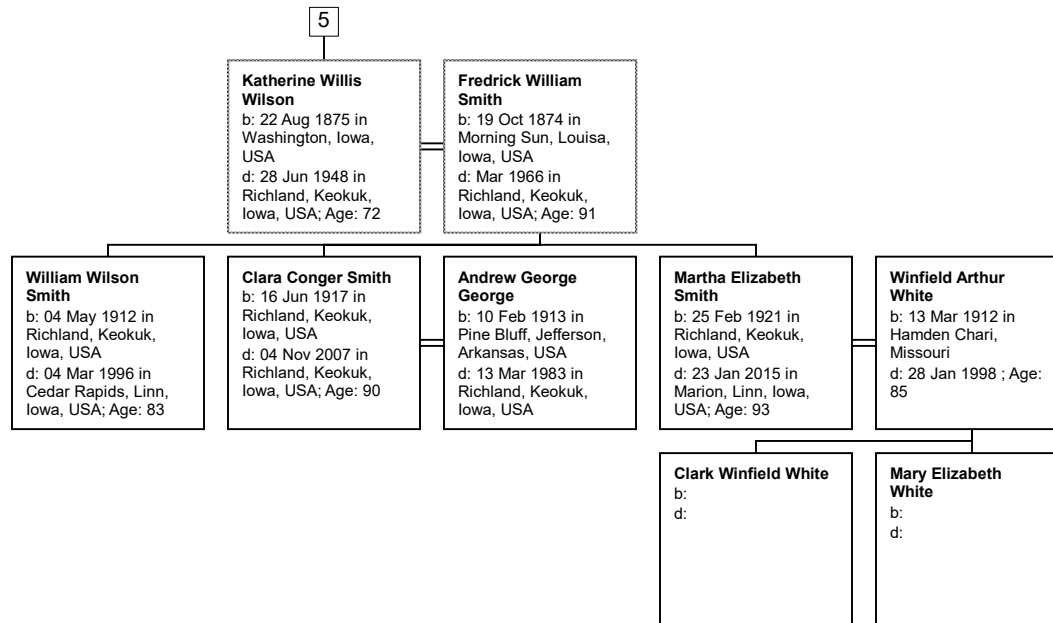 5
Katherine Willis
Wilson
b: 22 Aug 1875 in
Washington, Iowa,
USA
d: 28 Jun 1948 in
Richland, Keokuk,
Iowa, USA; Age: 72
Fredrick William
Smith
b: 19 Oct 1874 in
Morning Sun, Louisa,
Iowa, USA
d: Mar 1966 in
Richland, Keokuk,
Iowa, USA; Age: 91
William Wilson
Smith
b: 04 May 1912 in
Richland, Keokuk,
Iowa, USA
d: 04 Mar 1996 in
Cedar Rapids, Linn,
Iowa, USA; Age: 83
Clara Conger Smith
b: 16 Jun 1917 in
Richland, Keokuk,
Iowa, USA
d: 04 Nov 2007 in
Richland, Keokuk,
Iowa, USA; Age: 90
Andrew George
George
b: 10 Feb 1913 in
Pine Bluff, Jefferson,
Arkansas, USA
d: 13 Mar 1983 in
Richland, Keokuk,
Iowa, USA
Martha Elizabeth
Smith
b: 25 Feb 1921 in
Richland, Keokuk,
Iowa, USA
d: 23 Jan 2015 in
Marion, Linn, Iowa,
USA; Age: 93
Winfield Arthur
White
b: 13 Mar 1912 in
Hamden Chari,
Missouri
d: 28 Jan 1998 ; Age:
85
Clark Winfield White
b:
d:
Mary Elizabeth
White
b:
d: